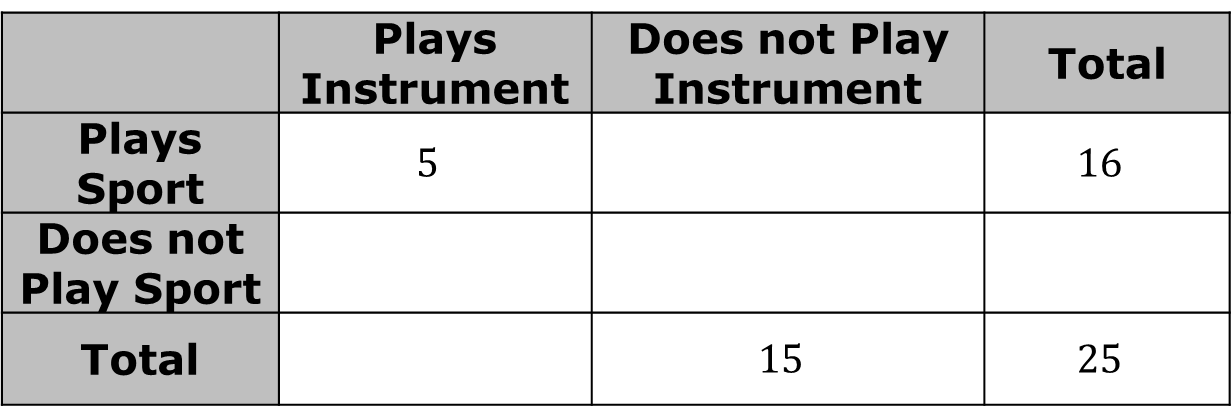 Plays
Instrument
Does not Play
Instrument
Total
Plays
Sport
5
16
Does not
Play Sport
Total
15
25